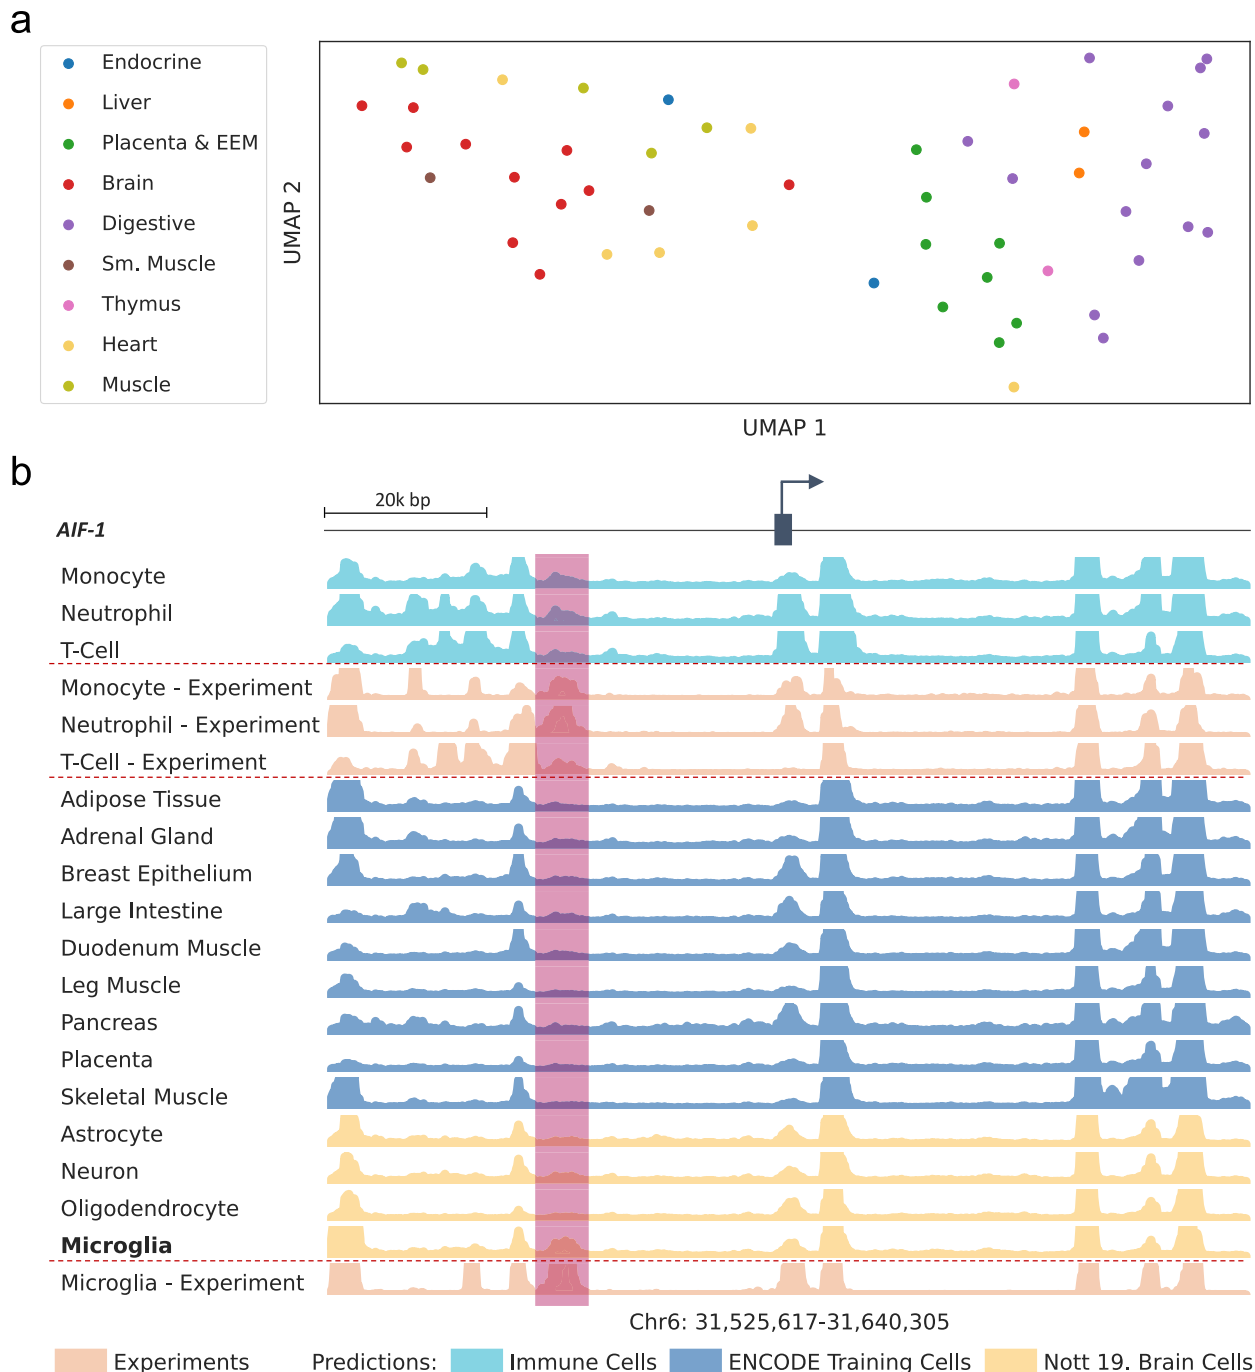 a
Endocrine
Liver
Placenta & EEM
Brain
Digestive
Sm. Muscle
Thymus
Heart
Muscle
UMAP 2
UMAP 1
b
20k bp
AIF-1
Monocyte
Neutrophil
T-Cell
Monocyte - Experiment
Neutrophil - Experiment
T-Cell - Experiment
Adipose Tissue
Adrenal Gland
Breast Epithelium
Large Intestine
Duodenum Muscle
Leg Muscle
Pancreas
Placenta
Skeletal Muscle
Astrocyte
Neuron
Oligodendrocyte
Microglia
Microglia - Experiment
Chr6: 31,525,617-31,640,305
Experiments Predictions: Immune Cells ENCODE Training Cells Nott 19. Brain Cells